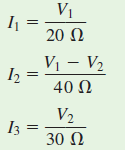 I₁ = V₁ / 20 Ω
I₂ = V₁ − V₂ / 40 Ω
I₃ = V₂ / 30 Ω